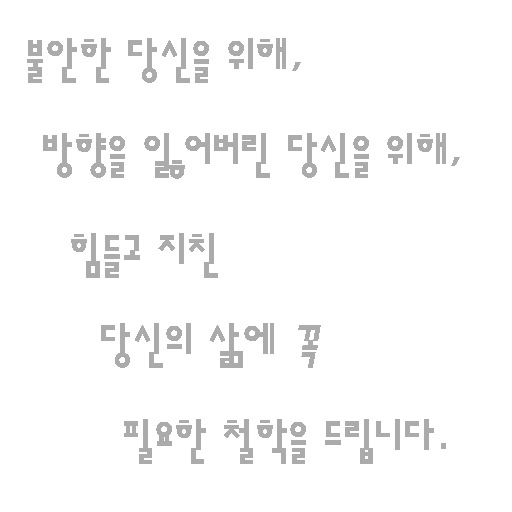 불안한 당신을 위해,
방향을 잃어버린 당신을 위해,
힘들고 지친
당신의 삶에 꼭
필요한 철학을 드립니다.